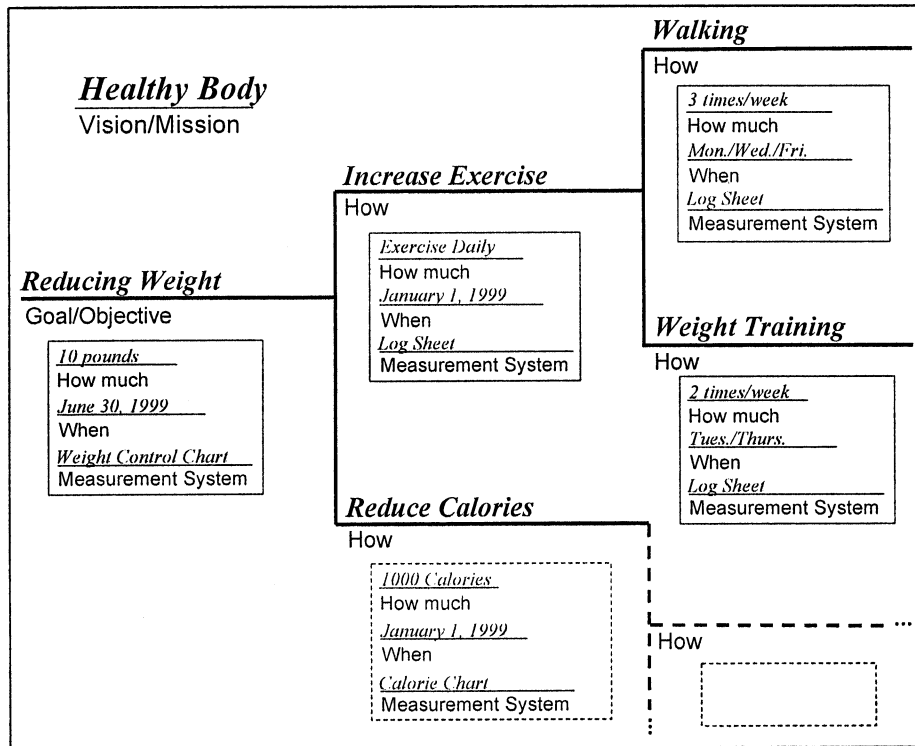 Healthy Body
Vision/Mission
Reducing Weight
Goal/Objective
10 pounds
How much
June 30, 1999
When
Weight Control Chart
Measurement System
Increase Exercise
How
Exercise Daily
How much
January 1, 1999
When
Log Sheet
Measurement System
Reduce Calories
How
1000 Calories
How much
January 1, 1999
When
Calorie Chart
Measurement System
Walking
How
3 times/week
How much
Mon./Wed./Fri.
When
Log Sheet
Measurement System
Weight Training
How
2 times/week
How much
Tues./Thurs.
When
Log Sheet
Measurement System
...
How